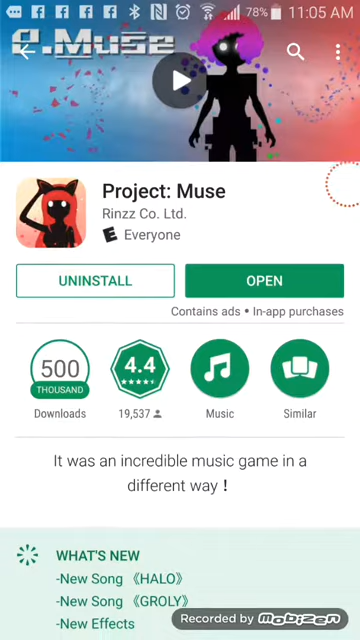 78% 11:05 AM
P.Muse
Project: Muse
Rinzz Co. Ltd.
E Everyone
UNINSTALL
OPEN
Contains ads • In-app purchases
500
THOUSAND
Downloads
4.4
19,537
Music
Similar
It was an incredible music game in a
different way！
WHAT'S NEW
-New Song 《HALO》
-New Song 《GROLY》
-New Effects
Recorded by mobizen